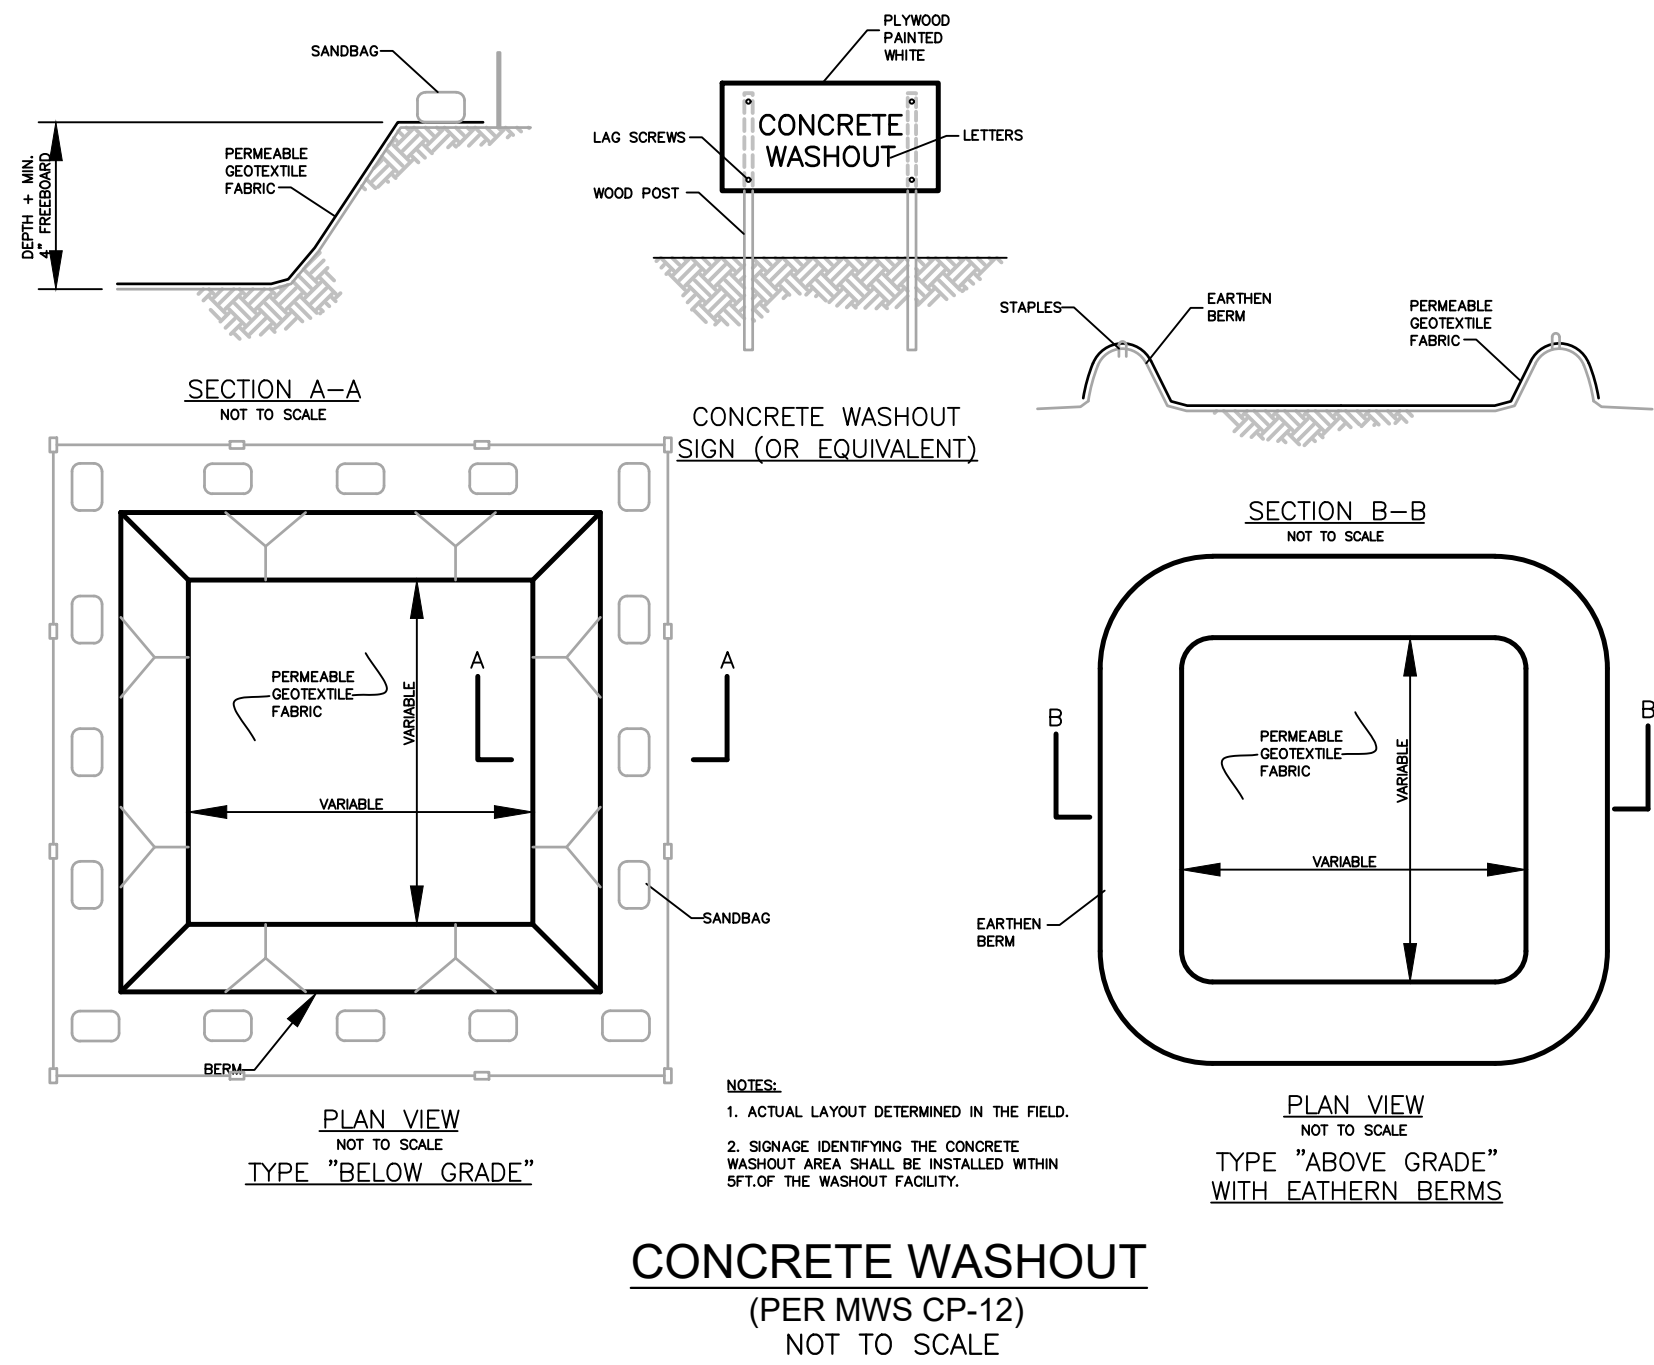 SANDBAG
DEPTH + MIN.
4" FREEBOARD
PERMEABLE
GEOTEXTILE
FABRIC
SECTION A-A
NOT TO SCALE
PLYWOOD
PAINTED
WHITE
CONCRETE
WASHOUT
LAG SCREWS
LETTERS
WOOD POST
CONCRETE WASHOUT
SIGN (OR EQUIVALENT)
STAPLES
EARTHEN
BERM
PERMEABLE
GEOTEXTILE
FABRIC
SECTION B-B
NOT TO SCALE
PERMEABLE
GEOTEXTILE
FABRIC
VARIABLE
VARIABLE
A
A
SANDBAG
BERM
PLAN VIEW
NOT TO SCALE
TYPE "BELOW GRADE"
B
B
PERMEABLE
GEOTEXTILE
FABRIC
VARIABLE
VARIABLE
EARTHEN
BERM
PLAN VIEW
NOT TO SCALE
TYPE "ABOVE GRADE"
WITH EATHERN BERMS
NOTES:
1. ACTUAL LAYOUT DETERMINED IN THE FIELD.
2. SIGNAGE IDENTIFYING THE CONCRETE
WASHOUT AREA SHALL BE INSTALLED WITHIN
5FT.OF THE WASHOUT FACILITY.
CONCRETE WASHOUT
(PER MWS CP-12)
NOT TO SCALE